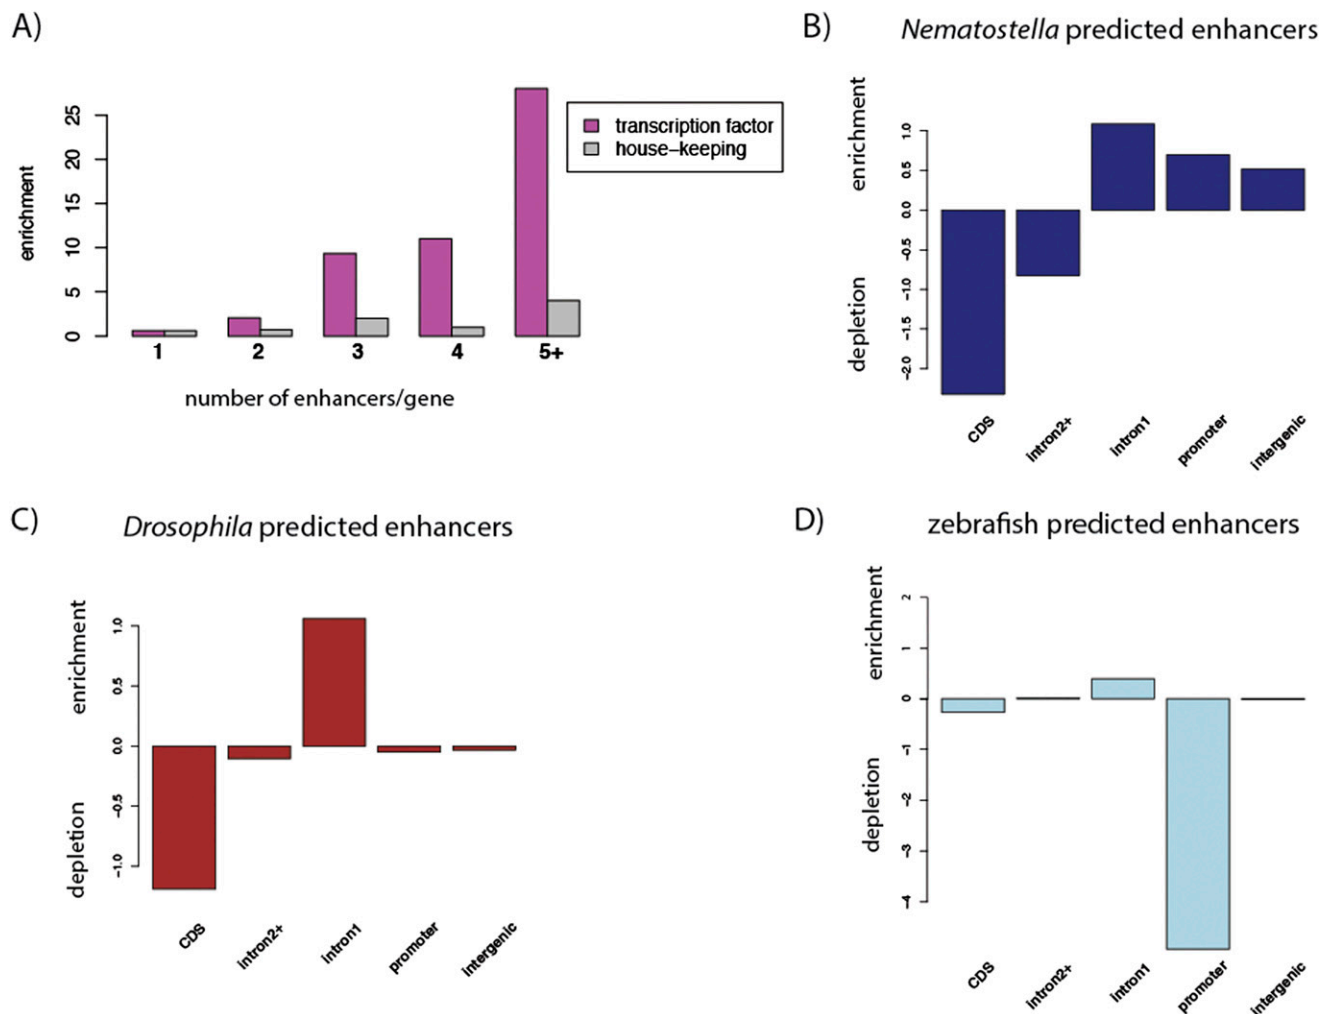 A)
enrichment
25
20
15
10
5
0
transcription factor
house-keeping
1 2 3 4 5+
number of enhancers/gene
B)
Nematostella predicted enhancers
enrichment
depletion
1.0
0.5
0.0
-0.5
-1.0
-1.5
-2.0
CDS intron2+ intron1 promoter intergenic
C)
Drosophila predicted enhancers
enrichment
depletion
1.0
0.5
0.0
-0.5
-1.0
CDS intron2+ intron1 promoter intergenic
D)
zebrafish predicted enhancers
enrichment
depletion
2
1
0
-1
-2
-3
-4
CDS intron2+ intron1 promoter intergenic